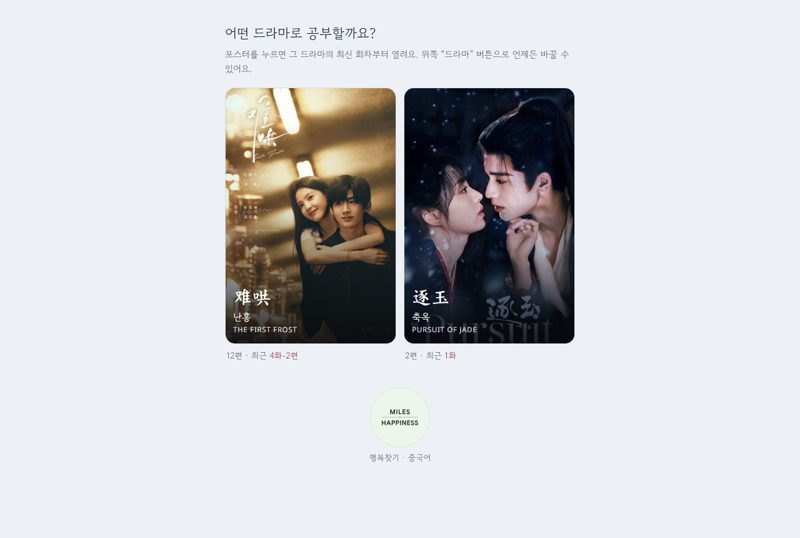 어떤 드라마로 공부할까요?
포스터를 누르면 그 드라마의 최신 회차부터 열려요. 위쪽 “드라마” 버튼으로 언제든 바꿀 수
있어요.
难哄
난홍
THE FIRST FROST
12편 · 최근 4화-2편
逐玉
Pursuit
逐玉
축옥
PURSUIT OF JADE
2편 · 최근 1화
MILES
HAPPINESS
행복찾기 · 중국어